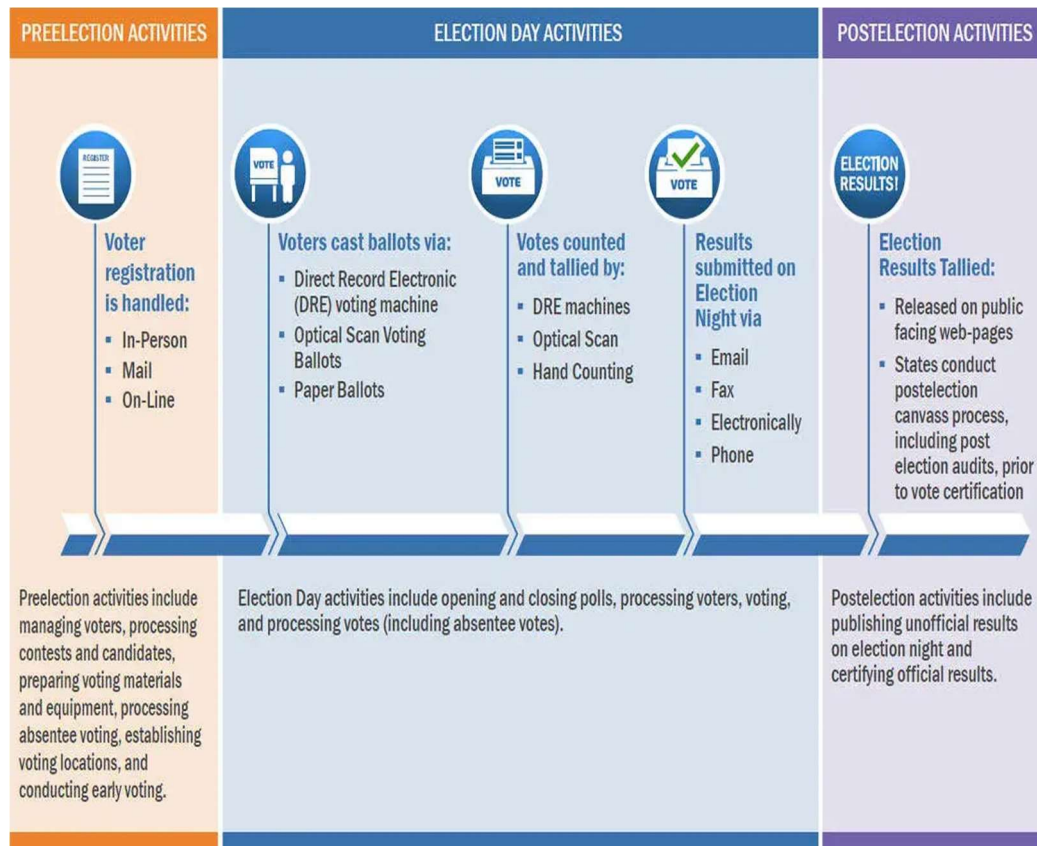 PREELECTION ACTIVITIES
ELECTION DAY ACTIVITIES
POSTELECTION ACTIVITIES
REGISTER
Voter
registration
is handled:
▪ In-Person
▪ Mail
▪ On-Line
VOTE
Voters cast ballots via:
▪ Direct Record Electronic
(DRE) voting machine
▪ Optical Scan Voting
Ballots
▪ Paper Ballots
VOTE
Votes counted
and tallied by:
▪ DRE machines
▪ Optical Scan
▪ Hand Counting
VOTE
Results
submitted on
Election
Night via
▪ Email
▪ Fax
▪ Electronically
▪ Phone
ELECTION
RESULTS!
Election
Results Tallied:
▪ Released on public
facing web-pages
▪ States conduct
postelection
canvass process,
including post
election audits, prior
to vote certification
Preelection activities include
managing voters, processing
contests and candidates,
preparing voting materials
and equipment, processing
absentee voting, establishing
voting locations, and
conducting early voting.
Election Day activities include opening and closing polls, processing voters, voting,
and processing votes (including absentee votes).
Postelection activities include
publishing unofficial results
on election night and
certifying official results.